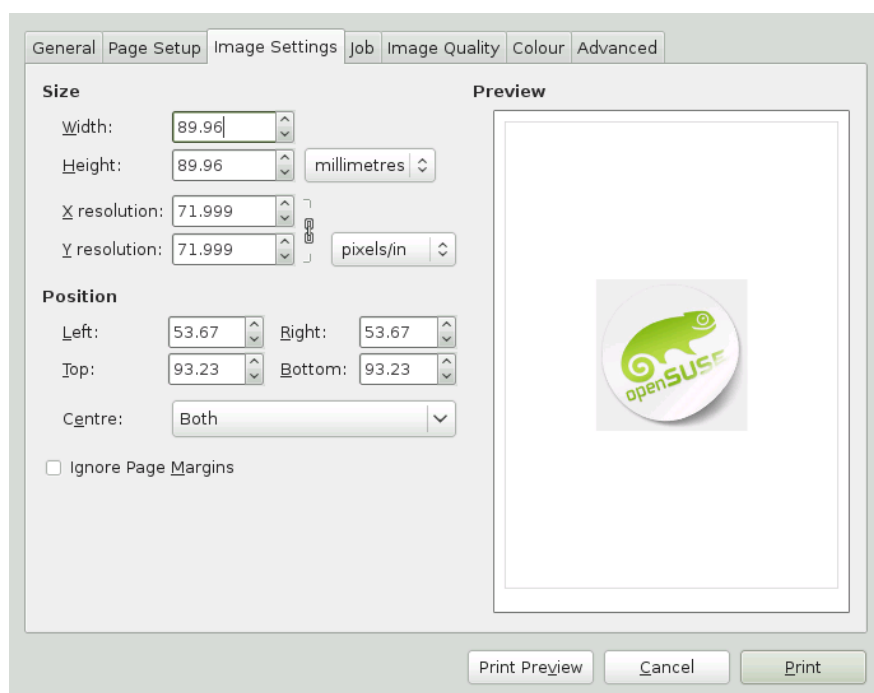 General Page Setup Image Settings Job Image Quality Colour Advanced
Size
Width: 89.96
Height: 89.96 millimetres
X resolution: 71.999
Y resolution: 71.999 pixels/in
Position
Left: 53.67 Right: 53.67
Top: 93.23 Bottom: 93.23
Centre: Both
Ignore Page Margins
Preview
openSUSE
Print Preview Cancel Print